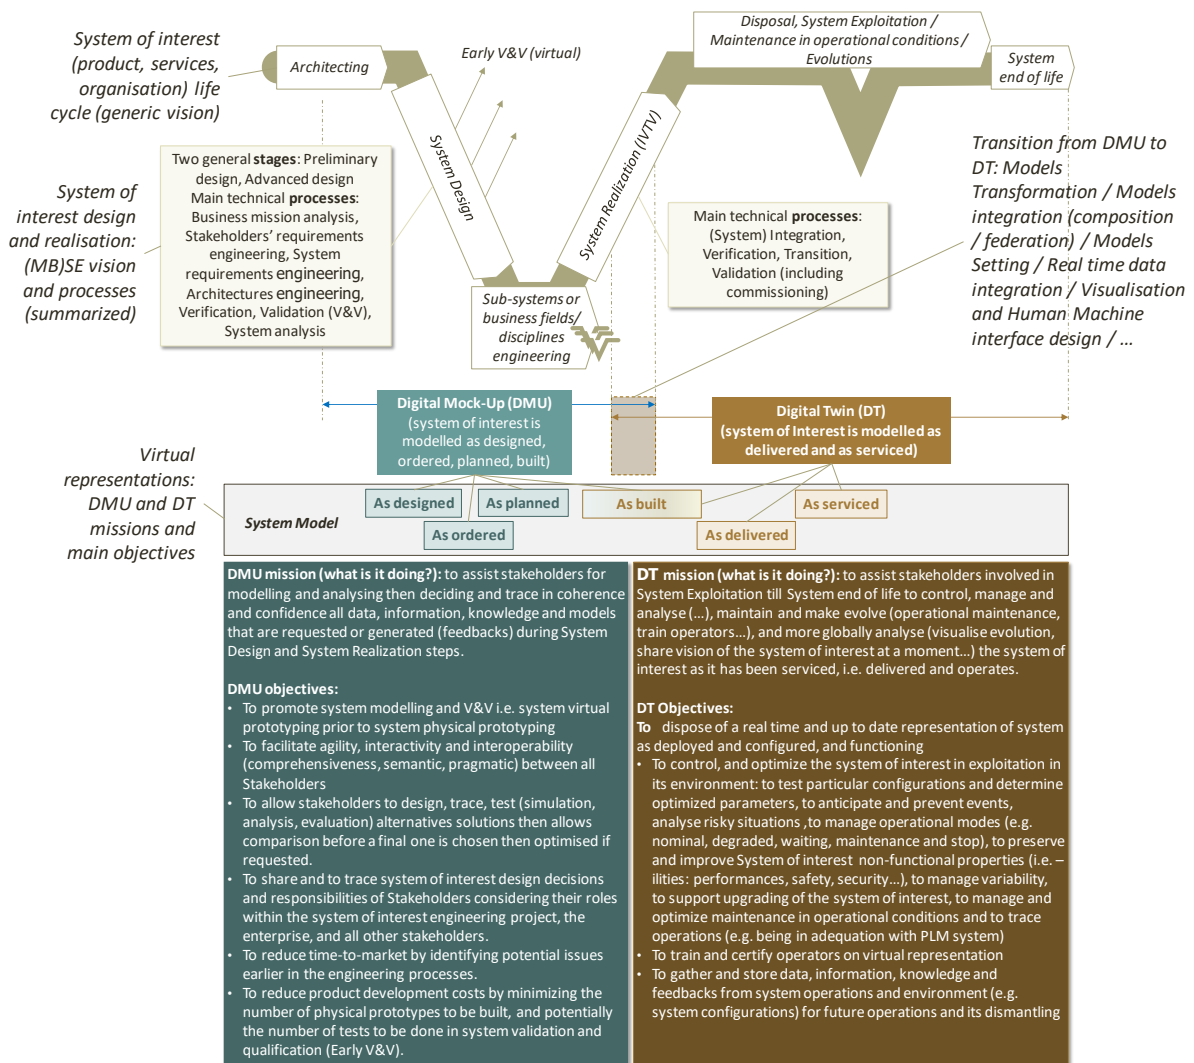 System of interest
(product, services,
organisation) life
cycle (generic vision)
Architecting
Early V&V (virtual)
Disposal, System Exploitation /
Maintenance in operational conditions /
Evolutions
System
end of life
System Design
System Realization (IVTV)
Two general stages: Preliminary
design, Advanced design
Main technical processes:
Business mission analysis,
Stakeholders' requirements
engineering, System
requirements engineering,
Architectures engineering,
Verification, Validation (V&V),
System analysis
System of
interest design
and realisation:
(MB)SE vision
and processes
(summarized)
Main technical processes:
(System) Integration,
Verification, Transition,
Validation (including
commissioning)
Transition from DMU to
DT: Models
Transformation / Models
integration (composition
/ federation) / Models
Setting / Real time data
integration / Visualisation
and Human Machine
interface design / ...
Sub-systems or
business fields/
disciplines
engineering
Digital Mock-Up (DMU)
(system of interest is
modelled as designed,
ordered, planned, built)
Digital Twin (DT)
(system of Interest is modelled as
delivered and as serviced)
Virtual
representations:
DMU and DT
missions and
main objectives
System Model
As designed
As planned
As built
As serviced
As ordered
As delivered
DMU mission (what is it doing?): to assist stakeholders for
modelling and analysing then deciding and trace in coherence
and confidence all data, information, knowledge and models
that are requested or generated (feedbacks) during System
Design and System Realization steps.
DMU objectives:
• To promote system modelling and V&V i.e. system virtual
prototyping prior to system physical prototyping
• To facilitate agility, interactivity and interoperability
(comprehensiveness, semantic, pragmatic) between all
Stakeholders
• To allow stakeholders to design, trace, test (simulation,
analysis, evaluation) alternatives solutions then allows
comparison before a final one is chosen then optimised if
requested.
• To share and to trace system of interest design decisions
and responsibilities of Stakeholders considering their roles
within the system of interest engineering project, the
enterprise, and all other stakeholders.
• To reduce time-to-market by identifying potential issues
earlier in the engineering processes.
• To reduce product development costs by minimizing the
number of physical prototypes to be built, and potentially
the number of tests to be done in system validation and
qualification (Early V&V).
DT mission (what is it doing?): to assist stakeholders involved in
System Exploitation till System end of life to control, manage and
analyse (...), maintain and make evolve (operational maintenance,
train operators...), and more globally analyse (visualise evolution,
share vision of the system of interest at a moment...) the system of
interest as it has been serviced, i.e. delivered and operates.
DT Objectives:
To dispose of a real time and up to date representation of system
as deployed and configured, and functioning
• To control, and optimize the system of interest in exploitation in
its environment: to test particular configurations and determine
optimized parameters, to anticipate and prevent events,
analyse risky situations ,to manage operational modes (e.g.
nominal, degraded, waiting, maintenance and stop), to preserve
and improve System of interest non-functional properties (i.e. –
ilities: performances, safety, security...), to manage variability,
to support upgrading of the system of interest, to manage and
optimize maintenance in operational conditions and to trace
operations (e.g. being in adequation with PLM system)
• To train and certify operators on virtual representation
• To gather and store data, information, knowledge and
feedbacks from system operations and environment (e.g.
system configurations) for future operations and its dismantling